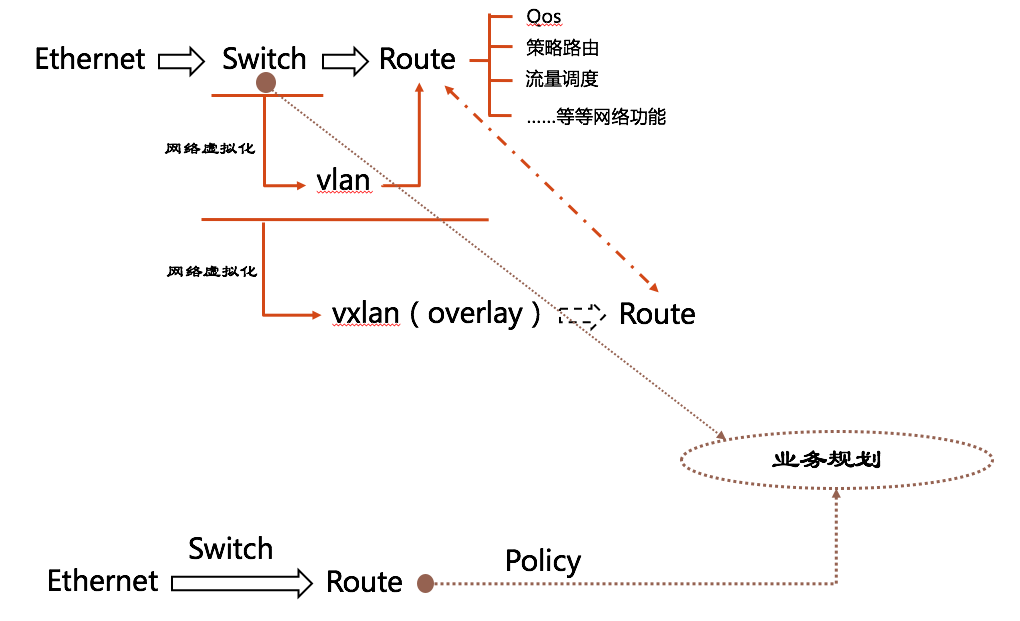 Qos
Ethernet
Switch
Route
策略路由
流量调度
……等等网络功能
网络虚拟化
vlan
网络虚拟化
vxlan（overlay）
Route
业务规划
Switch
Ethernet
Route
Policy